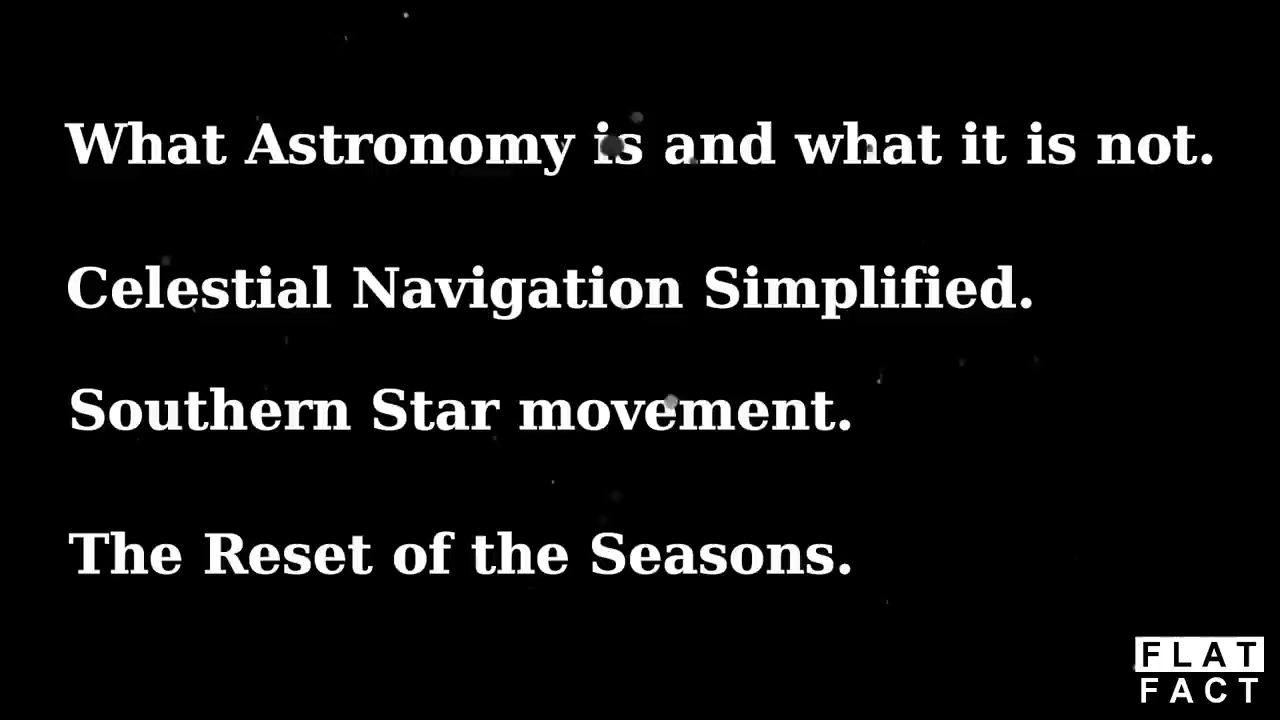 What Astronomy is and what it is not.
Celestial Navigation Simplified.
Southern Star movement.
The Reset of the Seasons.
FLAT
FACT